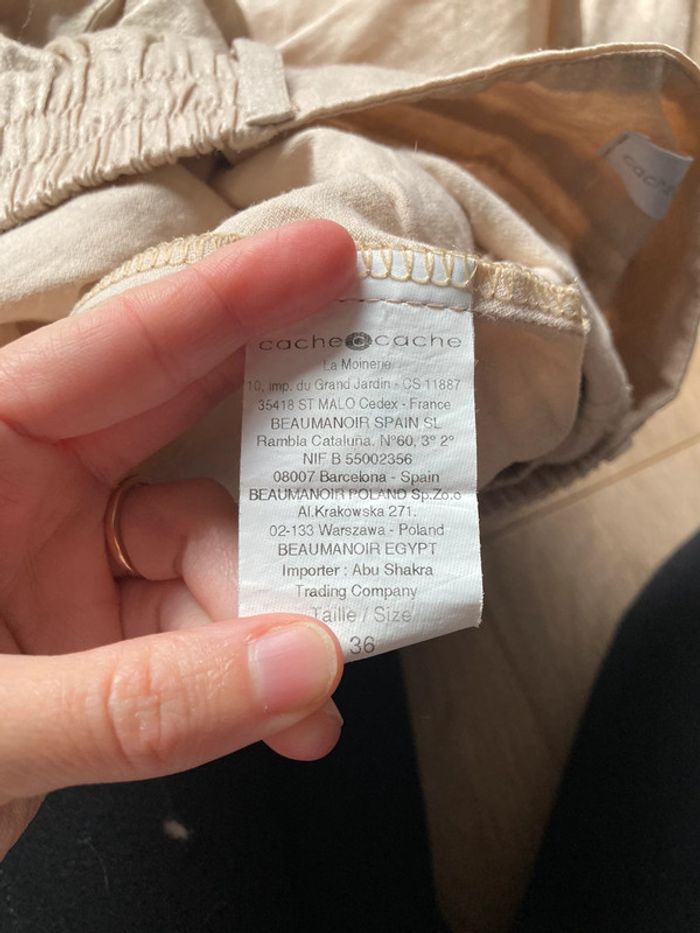 cache cache
La Moinerie
10, imp. du Grand Jardin - CS 11887
35418 ST MALO Cedex - France
BEAUMANOIR SPAIN SL
Rambla Cataluña. N°60, 3° 2°
NIF B 55002356
08007 Barcelona - Spain
BEAUMANOIR POLAND Sp.Zo.o
Al.Krakowska 271.
02-133 Warszawa - Poland
BEAUMANOIR EGYPT
Importer : Abu Shakra
Trading Company
Taille / Size
36